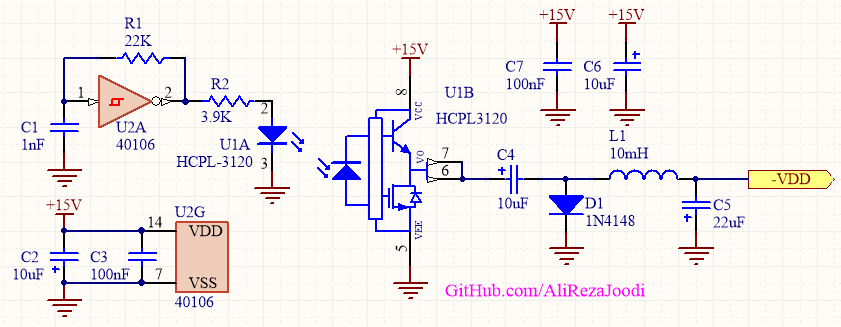 R1
22K
1
2
U2A
40106
C1
1nF
R2
3.9K
2
U1A
HCPL-3120
3
+15V
8
VCC
U1B
HCPL3120
VO
7
6
VEE
5
+15V
C7
100nF
+15V
C6
10uF
C4
10uF
D1
1N4148
L1
10mH
-VDD
C5
22uF
+15V
U2G
14
VDD
C2
10uF
C3
100nF
7
VSS
40106
GitHub.com/AliRezaJoodi